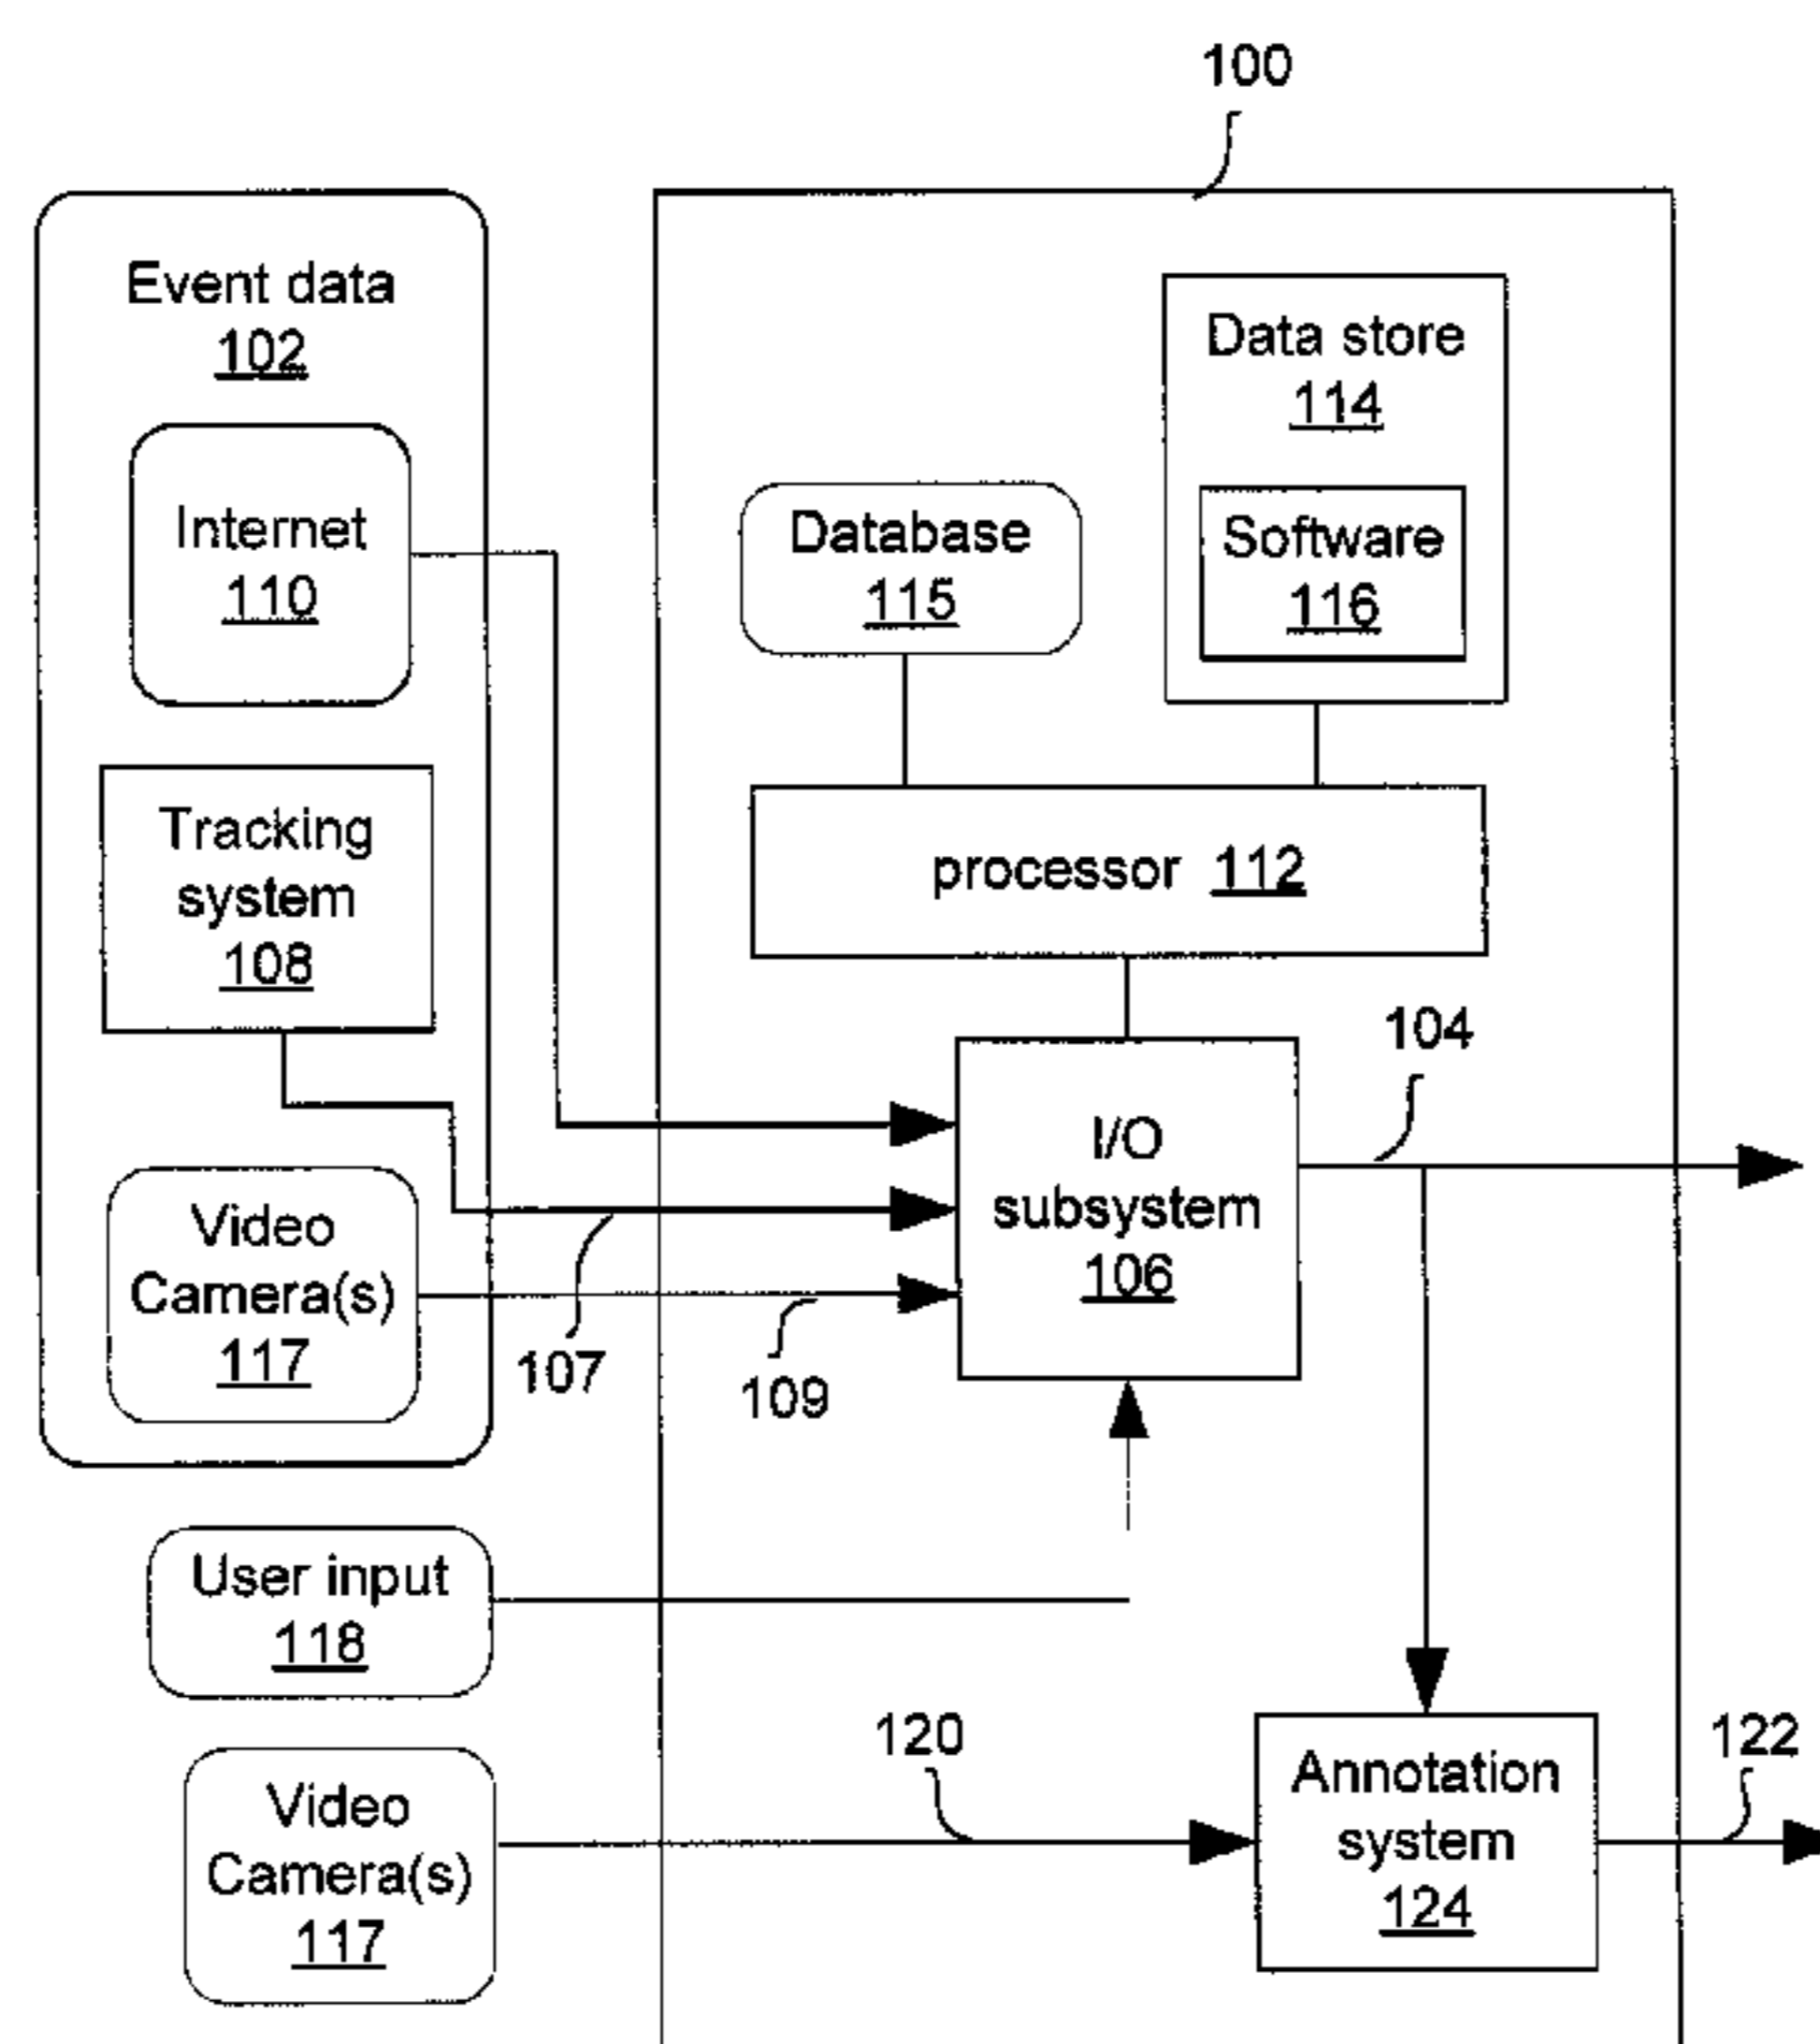 100
Event data
102
Internet
110
Tracking
system
108
Video
Camera(s)
117
Data store
114
Software
116
Database
115
processor 112
104
I/O
subsystem
106
107
109
User input
118
120
122
Video
Camera(s)
117
Annotation
system
124